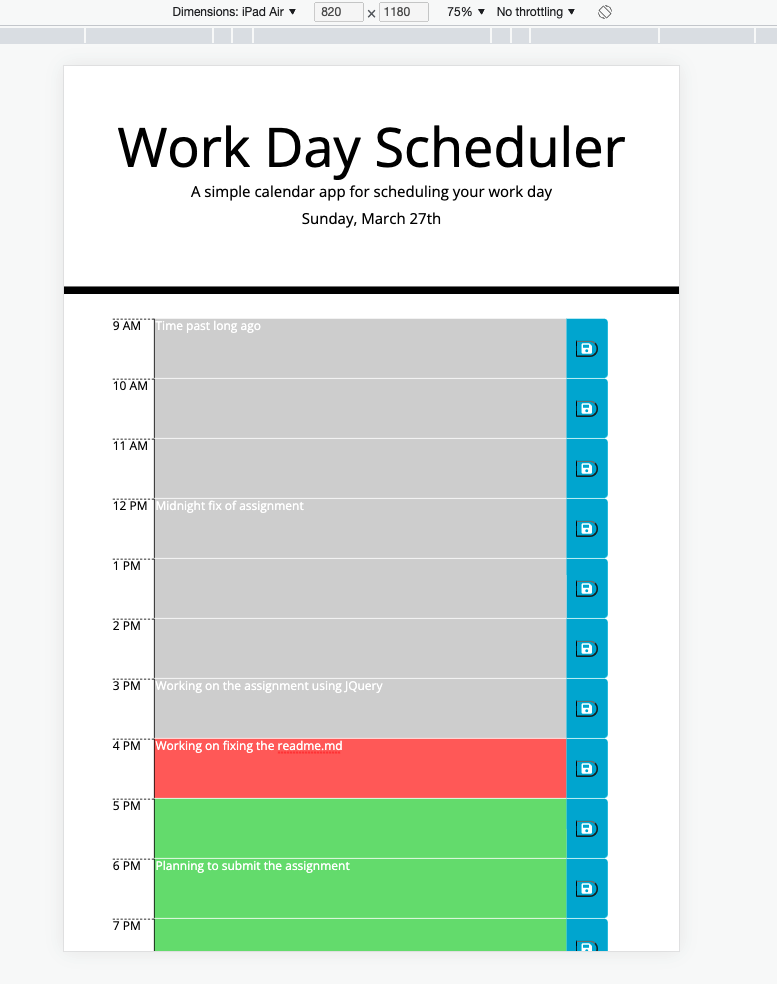 Dimensions: iPad Air ▼ 820 × 1180 75% ▼ No throttling ▼
Work Day Scheduler
A simple calendar app for scheduling your work day
Sunday, March 27th
9 AM Time past long ago
10 AM
11 AM
12 PM Midnight fix of assignment
1 PM
2 PM
3 PM Working on the assignment using JQuery
4 PM Working on fixing the readme.md
5 PM
6 PM Planning to submit the assignment
7 PM